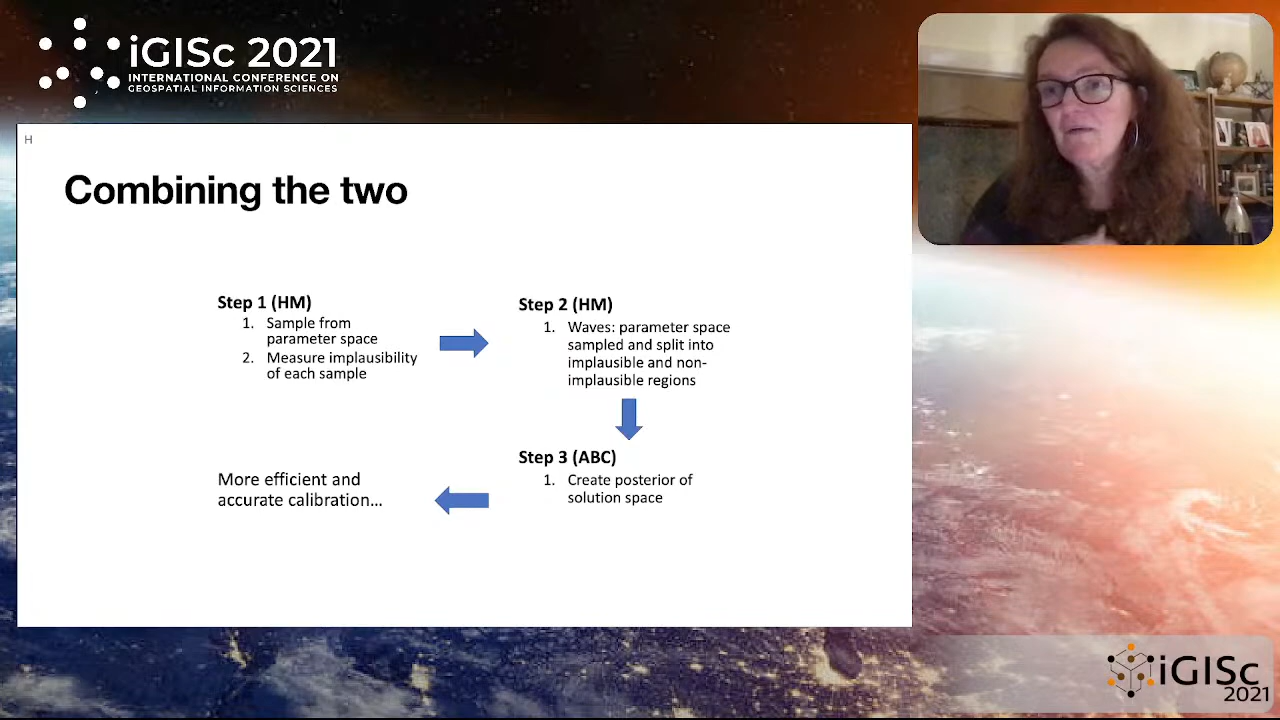 iGISc 2021
INTERNATIONAL CONFERENCE ON
GEOSPATIAL INFORMATION SCIENCES
H
Combining the two
Step 1 (HM)
1. Sample from
parameter space
2. Measure implausibility
of each sample
Step 2 (HM)
1. Waves: parameter space
sampled and split into
implausible and non-
implausible regions
Step 3 (ABC)
1. Create posterior of
solution space
More efficient and
accurate calibration...
iGISc
2021